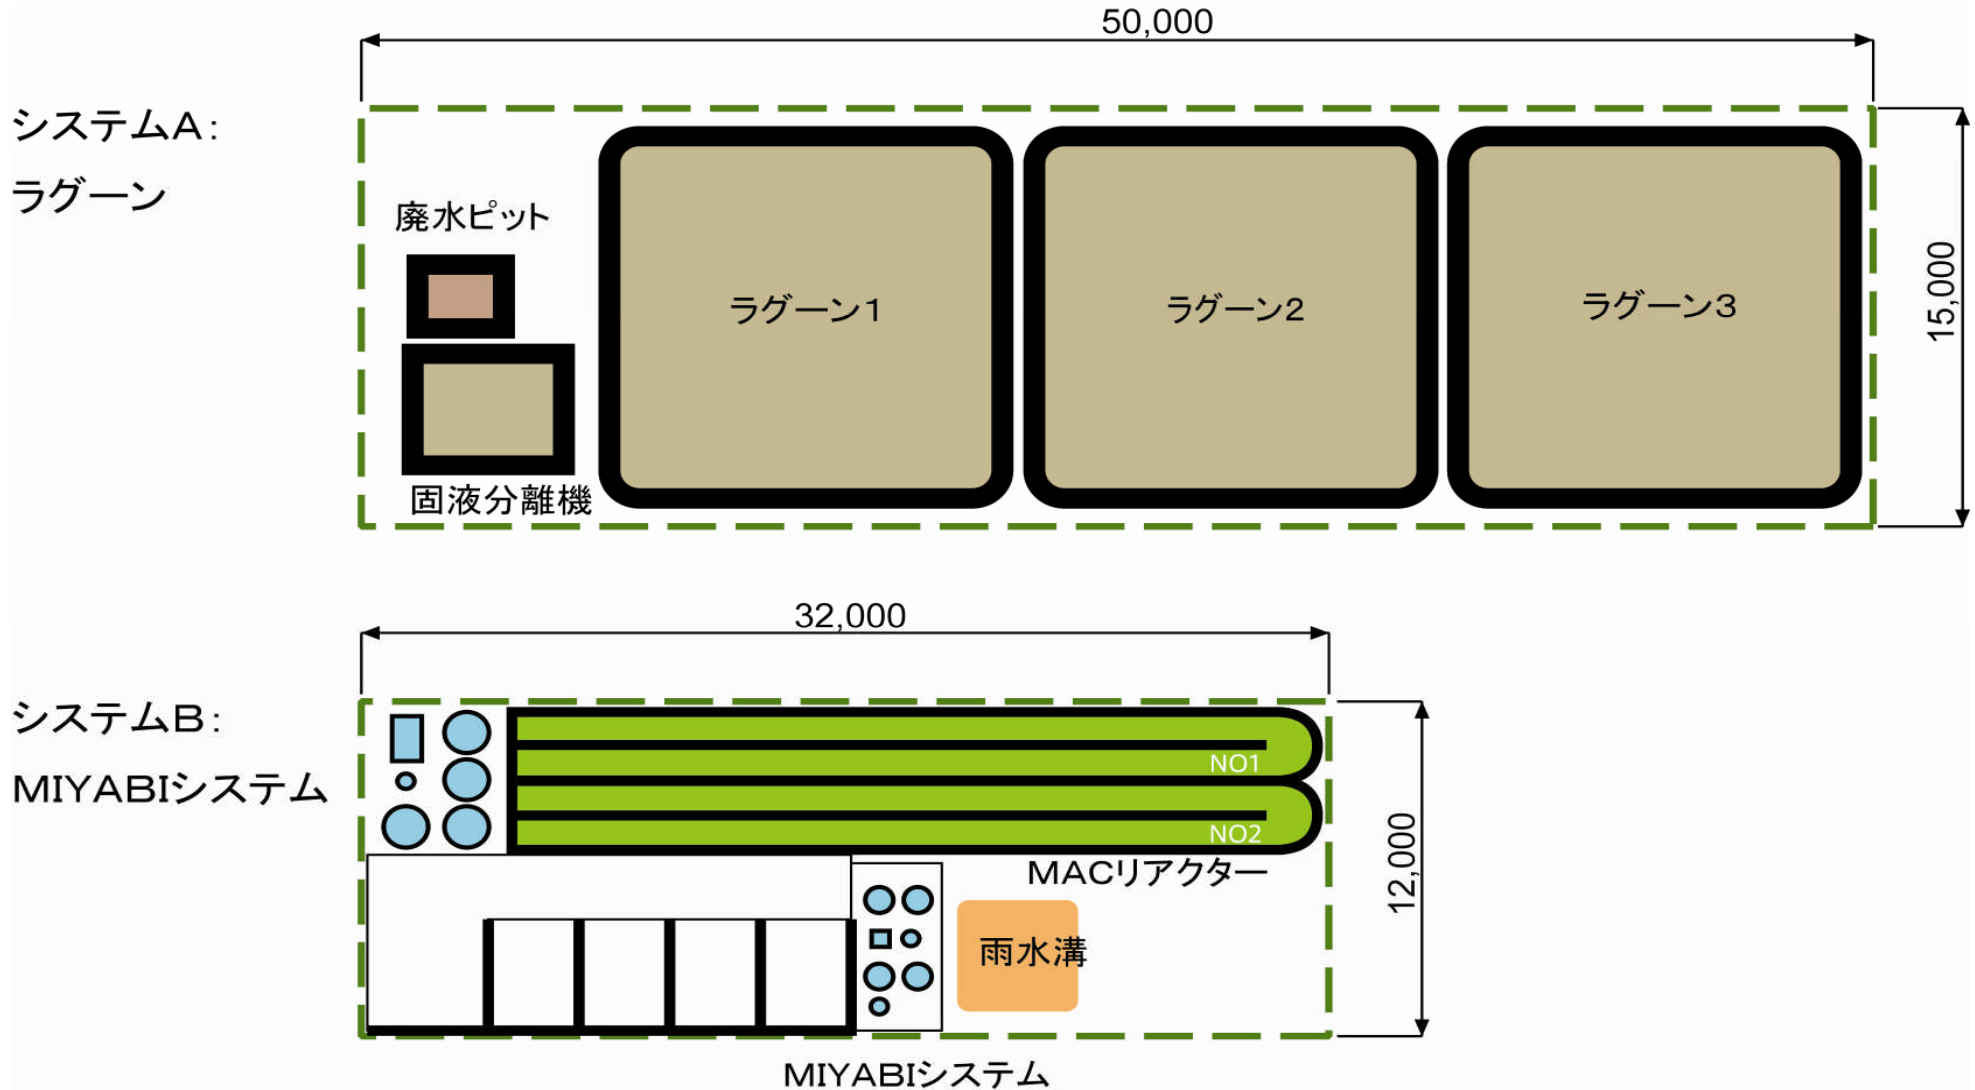 50,000
システムA：
ラグーン
廃水ピット
ラグーン1
ラグーン2
ラグーン3
15,000
固液分離機
32,000
システムB：
MIYABIシステム
NO1
NO2
MACリアクター
12,000
雨水溝
MIYABIシステム